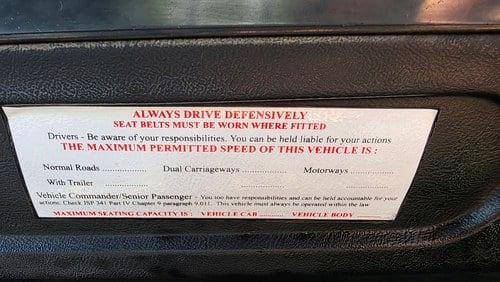 ALWAYS DRIVE DEFENSIVELY
SEAT BELTS MUST BE WORN WHERE FITTED
Drivers - Be aware of your responsibilities. You can be held liable for your actions
THE MAXIMUM PERMITTED SPEED OF THIS VEHICLE IS :
Normal Roads .............. Dual Carriageways .............. Motorways ..............
With Trailer .............. .............. ..............
Vehicle Commander/Senior Passenger - You too have responsibilities and can be held accountable for your
actions. Check JSP 341 Part IV Chapter 9 paragraph 9.011. This vehicle must always be operated within the law
MAXIMUM SEATING CAPACITY IS : VEHICLE CAB .......... VEHICLE BODY ..........